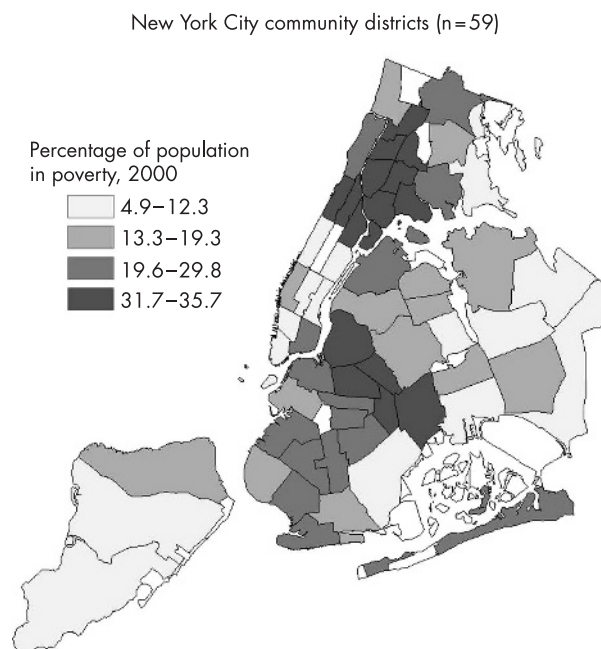 New York City community districts (n=59)
Percentage of population
in poverty, 2000
4.9–12.3
13.3–19.3
19.6–29.8
31.7–35.7